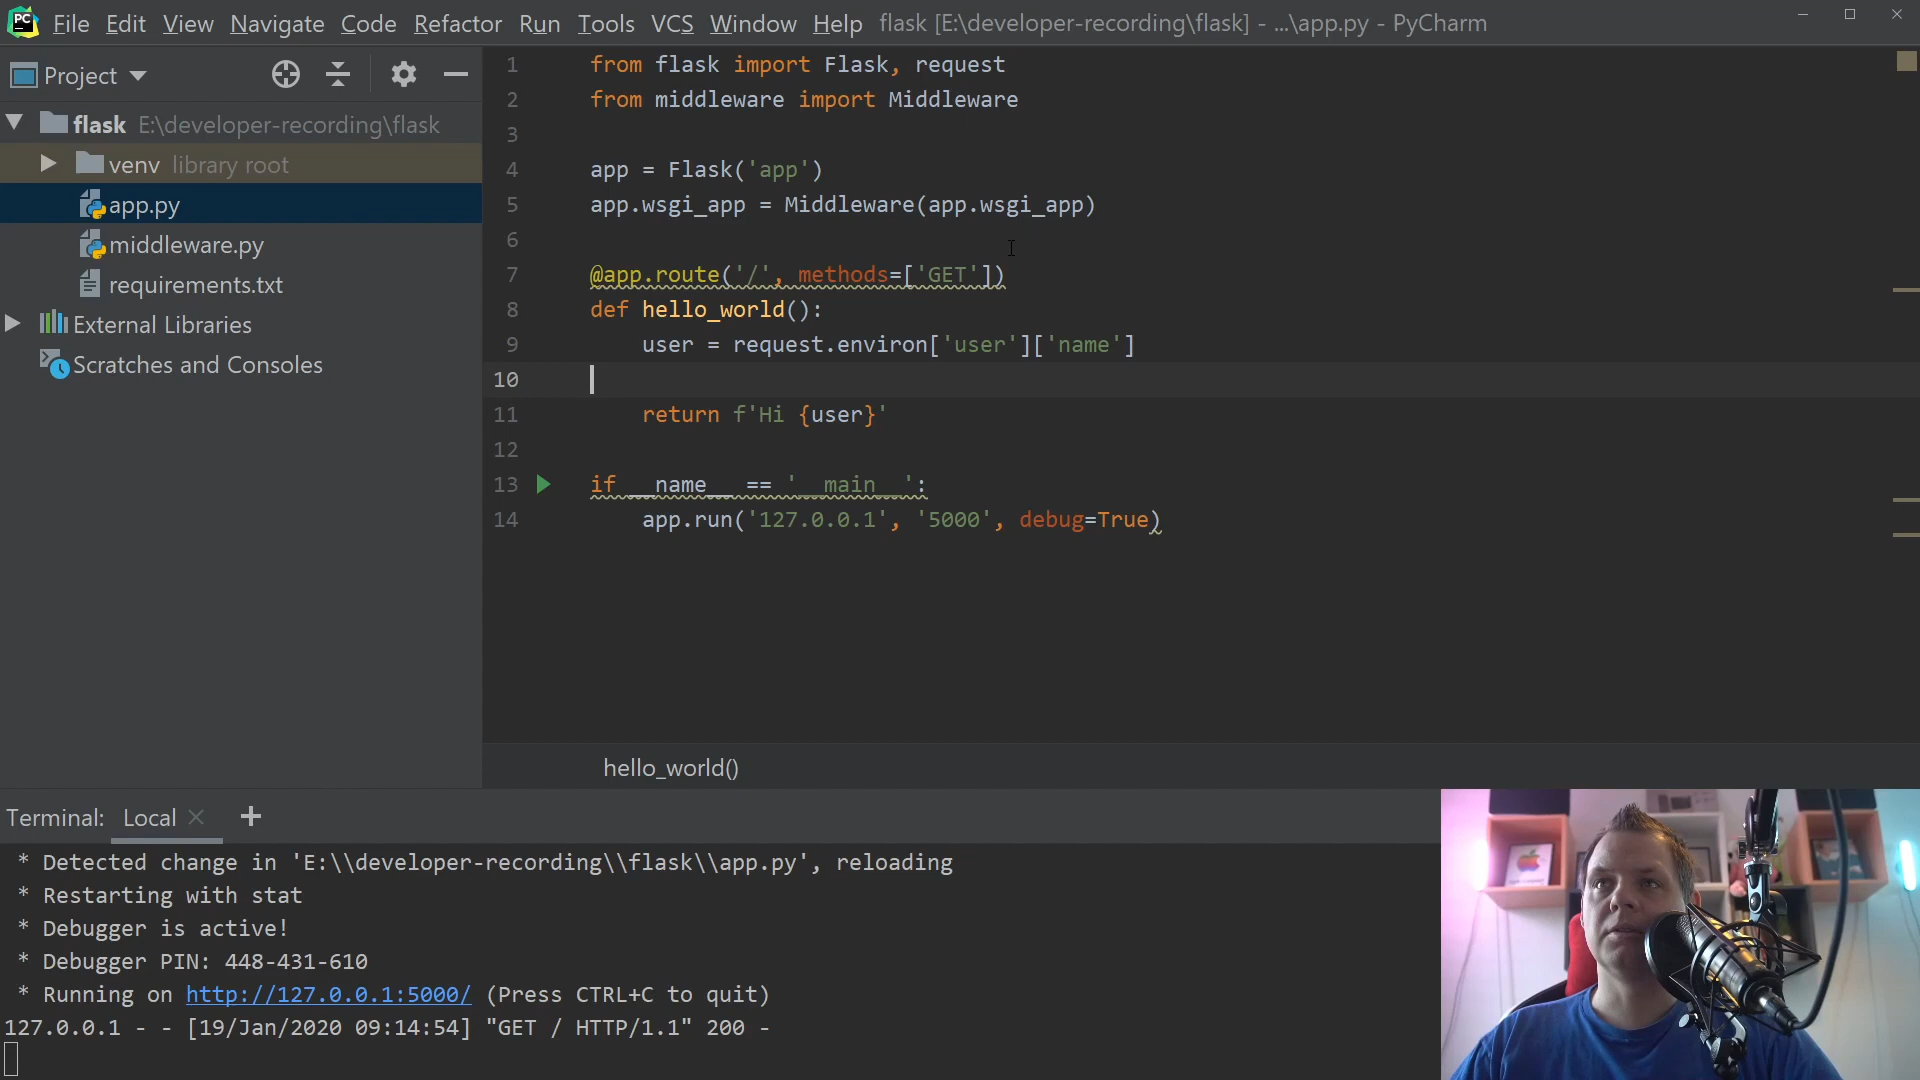 PC File Edit View Navigate Code Refactor Run Tools VCS Window Help flask [E:\developer-recording\flask] - ...\app.py - PyCharm
Project
flask E:\developer-recording\flask
venv library root
app.py
middleware.py
requirements.txt
External Libraries
Scratches and Consoles
1 from flask import Flask, request
2 from middleware import Middleware
3
4 app = Flask('app')
5 app.wsgi_app = Middleware(app.wsgi_app)
6
7 @app.route('/', methods=['GET'])
8 def hello_world():
9     user = request.environ['user']['name']
10
11     return f'Hi {user}'
12
13 if __name__ == '__main__':
14     app.run('127.0.0.1', '5000', debug=True)
hello_world()
Terminal: Local × +
* Detected change in 'E:\\developer-recording\\flask\\app.py', reloading
* Restarting with stat
* Debugger is active!
* Debugger PIN: 448-431-610
* Running on http://127.0.0.1:5000/ (Press CTRL+C to quit)
127.0.0.1 - - [19/Jan/2020 09:14:54] "GET / HTTP/1.1" 200 -